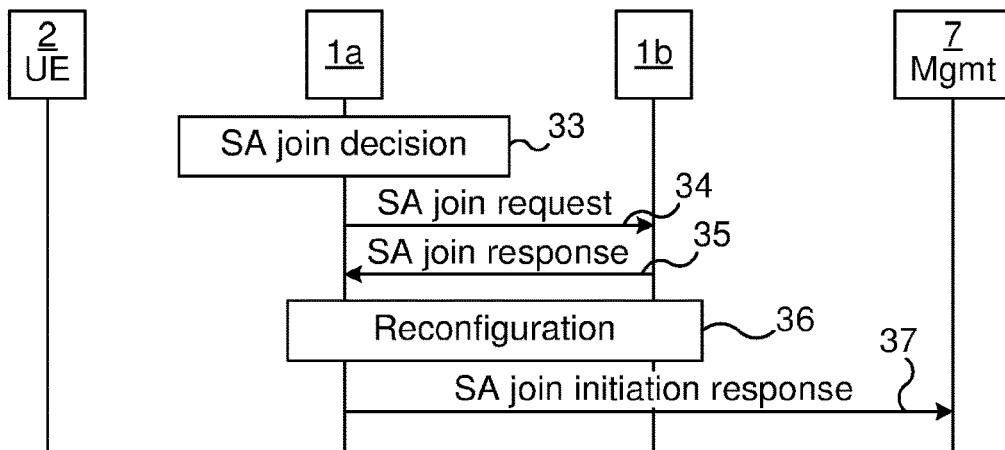 2 1a 1b 7
UE Mgmt
SA join decision 33
SA join request 34
SA join response 35
Reconfiguration 36
37
SA join initiation response